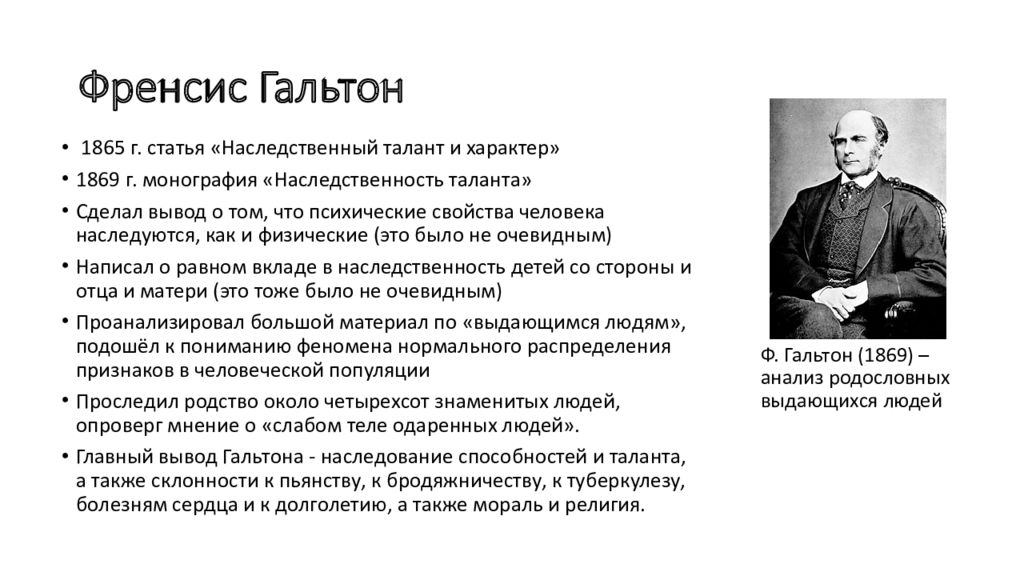 Френсис Гальтон
• 1865 г. статья «Наследственный талант и характер»
• 1869 г. монография «Наследственность таланта»
• Сделал вывод о том, что психические свойства человека
наследуются, как и физические (это было не очевидным)
• Написал о равном вкладе в наследственность детей со стороны и
отца и матери (это тоже было не очевидным)
• Проанализировал большой материал по «выдающимся людям»,
подошёл к пониманию феномена нормального распределения
признаков в человеческой популяции
• Проследил родство около четырехсот знаменитых людей,
опроверг мнение о «слабом теле одаренных людей».
• Главный вывод Гальтона - наследование способностей и таланта,
а также склонности к пьянству, к бродяжничеству, к туберкулезу,
болезням сердца и к долголетию, а также мораль и религия.
Ф. Гальтон (1869) –
анализ родословных
выдающихся людей